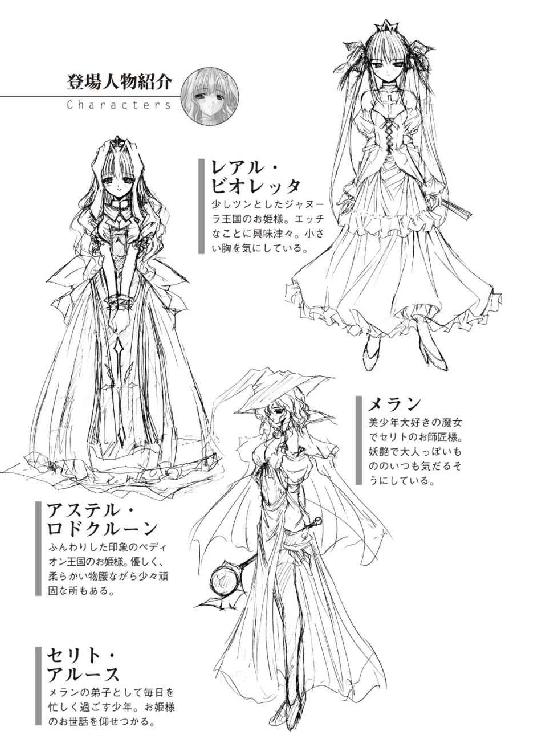 登場人物紹介
Characters
レアル・
ビオレッタ
少しツンとしたジャヌー
ラ王国のお姫様。エッチ
なことに興味津々。小さ
い胸を気にしている。
メラン
美少年大好きの魔女
でセリトのお師匠様。
妖艶で大人っぽいも
ののいつも気だるそ
うにしている。
アステル・
ロドクルーン
ふんわりした印象のペディ
オン王国のお姫様。優しく、
柔らかい物腰ながら少々頑
固な所もある。
セリト・
アルース
メランの弟子として毎日を
忙しく過ごす少年。お姫様
のお世話を仰せつかる。